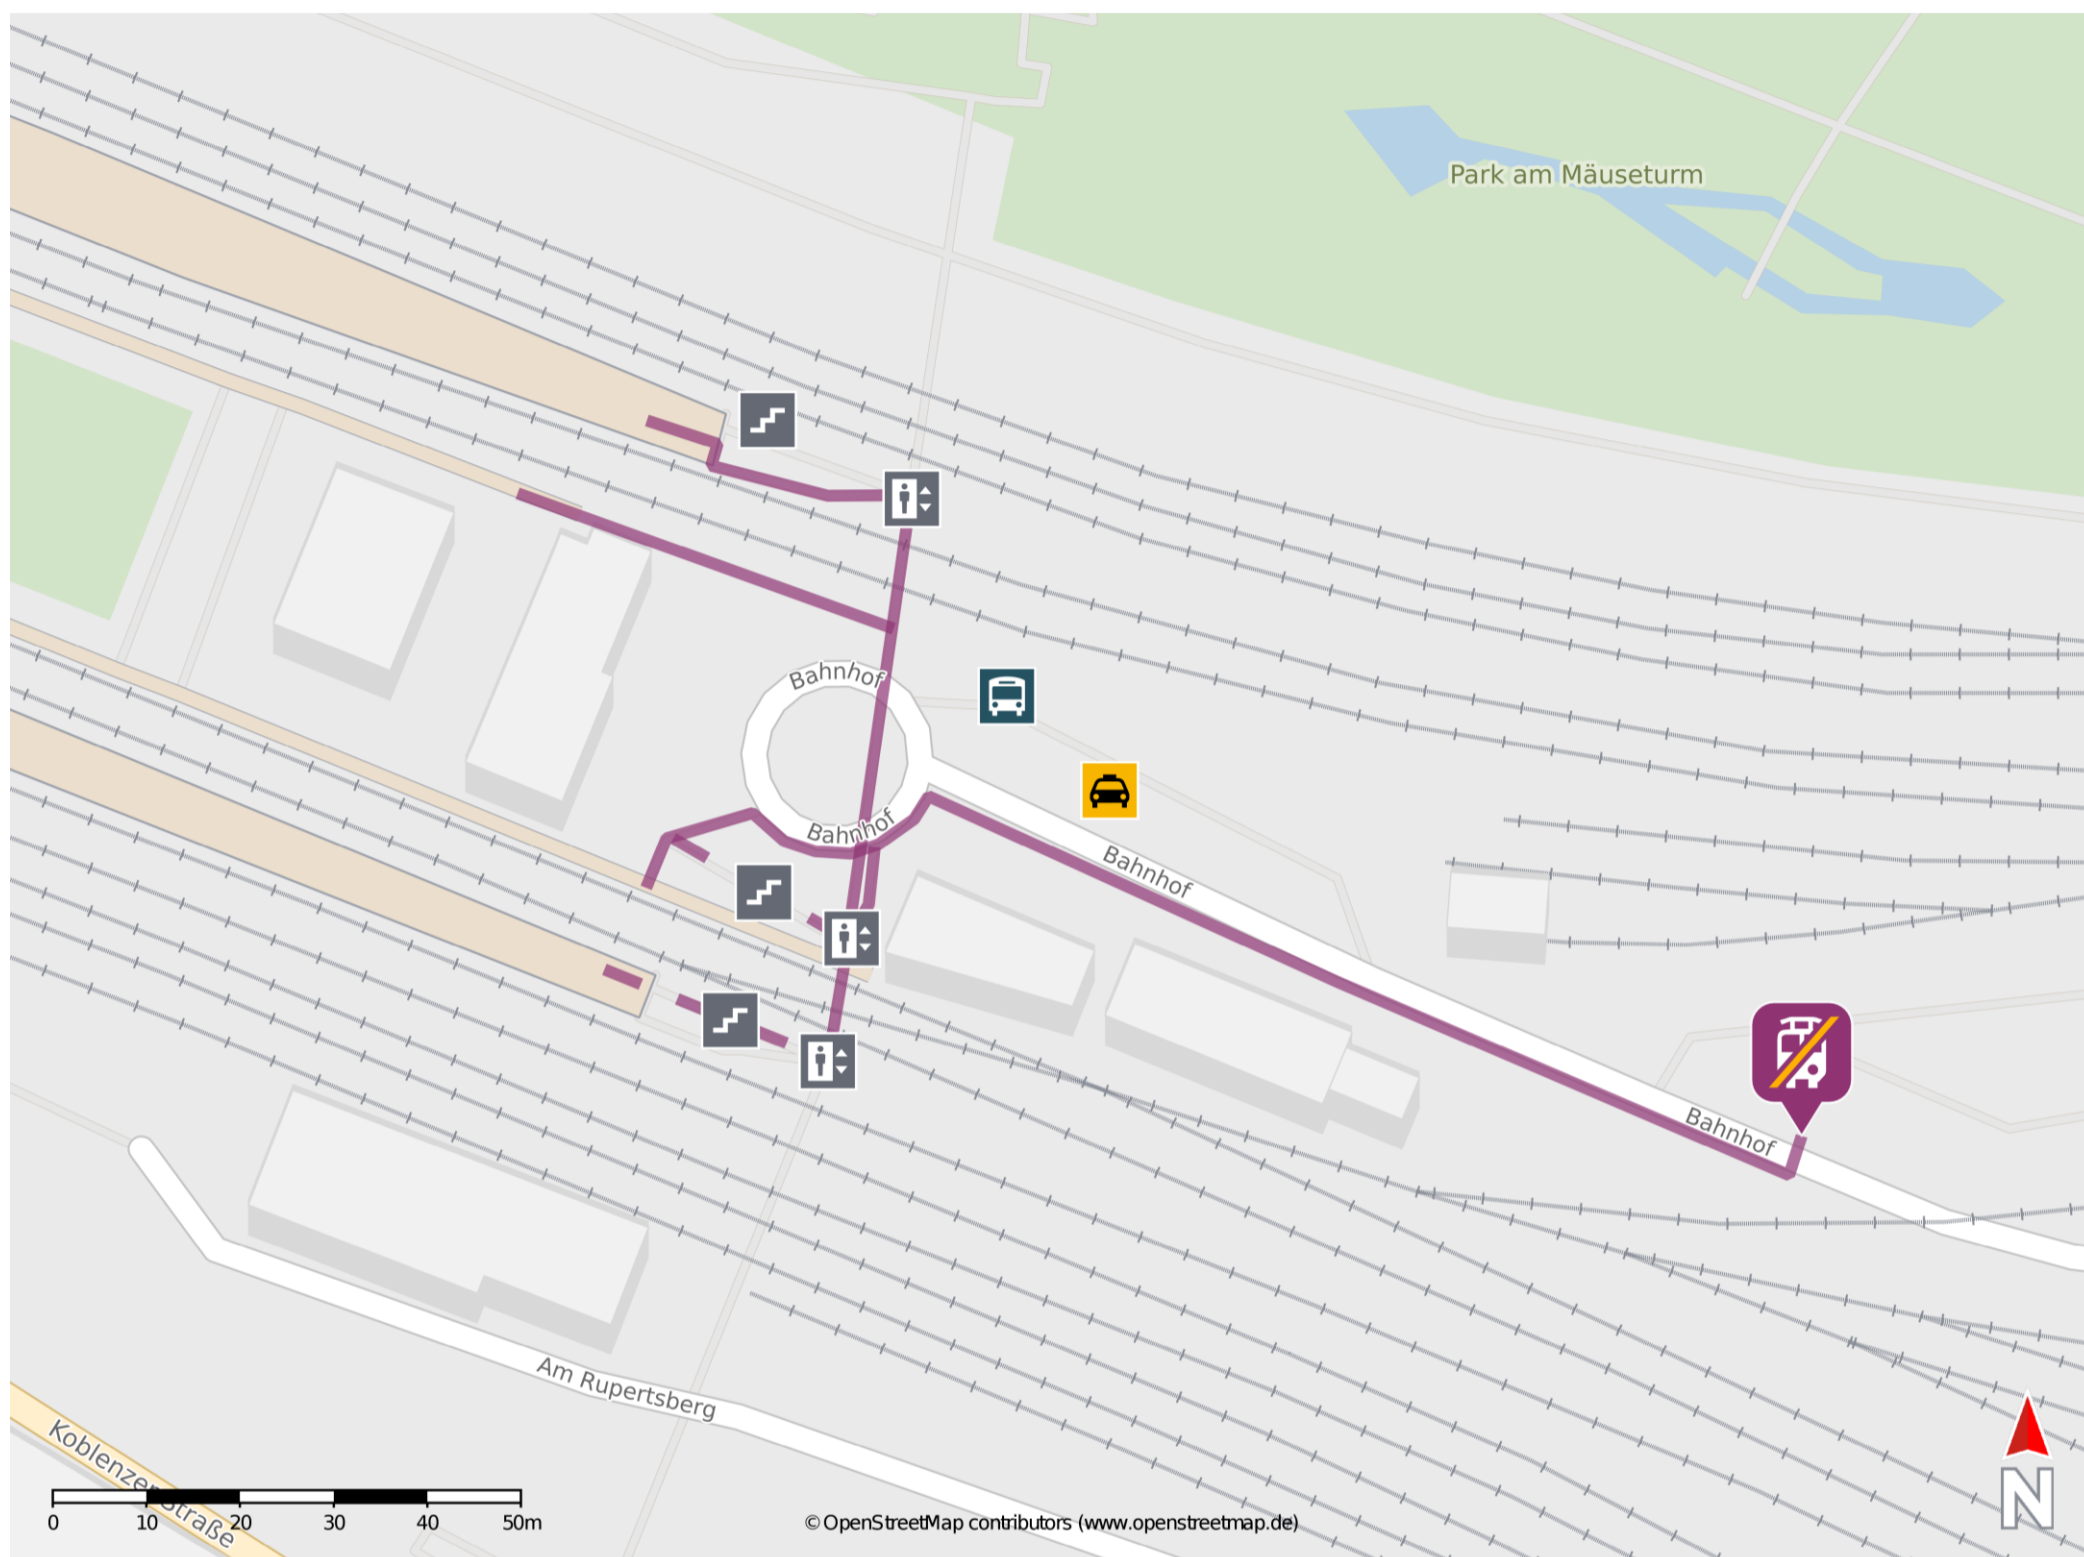 Park am Mäuseturm
Bahnhof
Bahnhof
Bahnhof
Bahnhof
Am Rupertsberg
Koblenzer Straße
0 10 20 30 40 50m
© OpenStreetMap contributors (www.openstreetmap.de)
N